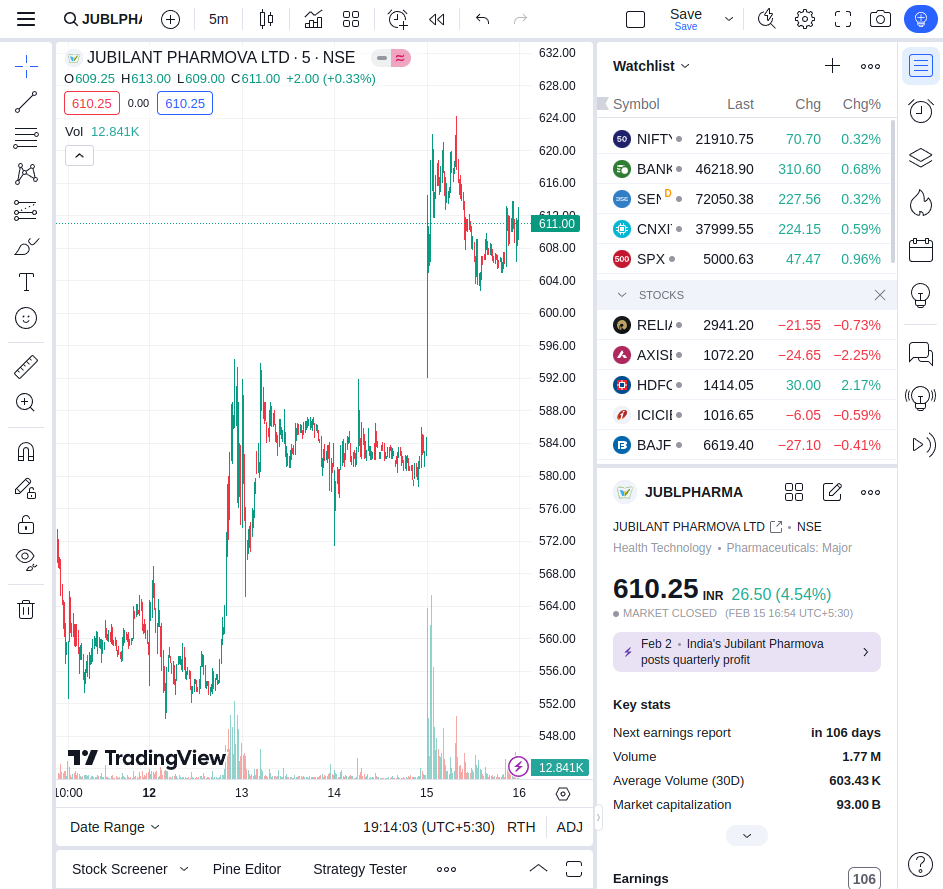 JUBLPHA
5m
Save
Save
JUBILANT PHARMOVA LTD · 5 · NSE
O609.25 H613.00 L609.00 C611.00 +2.00 (+0.33%)
610.25 0.00 610.25
Vol 12.841K
632.00
628.00
624.00
620.00
616.00
612.00
611.00
608.00
604.00
600.00
596.00
592.00
588.00
584.00
580.00
576.00
572.00
568.00
564.00
560.00
556.00
552.00
548.00
12.841K
TradingView
10:00 12 13 14 15 16
Date Range
19:14:03 (UTC+5:30) RTH ADJ
Stock Screener Pine Editor Strategy Tester
Watchlist
Symbol Last Chg Chg%
50 NIFTY 21910.75 70.70 0.32%
BANK 46218.90 310.60 0.68%
SEN D 72050.38 227.56 0.32%
CNXI 37999.55 224.15 0.59%
500 SPX 5000.63 47.47 0.96%
STOCKS
RELIA 2941.20 −21.55 −0.73%
AXISE 1072.20 −24.65 −2.25%
HDFC 1414.05 30.00 2.17%
ICICIE 1016.65 −6.05 −0.59%
BAJF 6619.40 −27.10 −0.41%
JUBLPHARMA
JUBILANT PHARMOVA LTD • NSE
Health Technology • Pharmaceuticals: Major
610.25 INR 26.50 (4.54%)
MARKET CLOSED (FEB 15 16:54 UTC+5:30)
Feb 2 • India's Jubilant Pharmova
posts quarterly profit
Key stats
Next earnings report in 106 days
Volume 1.77 M
Average Volume (30D) 603.43 K
Market capitalization 93.00 B
Earnings 106